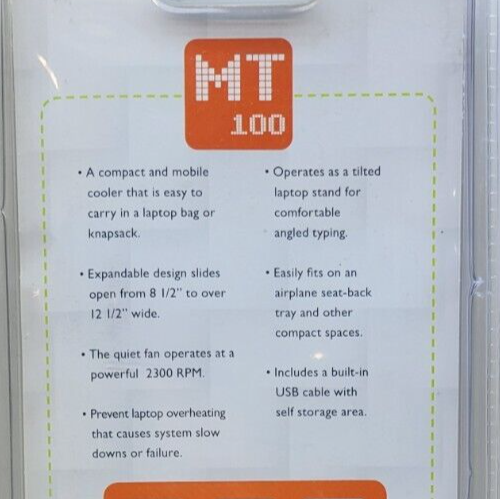 MT
100
• A compact and mobile
cooler that is easy to
carry in a laptop bag or
knapsack.
• Expandable design slides
open from 8 1/2" to over
12 1/2" wide.
• The quiet fan operates at a
powerful 2300 RPM.
• Prevent laptop overheating
that causes system slow
downs or failure.
• Operates as a tilted
laptop stand for
comfortable
angled typing.
• Easily fits on an
airplane seat-back
tray and other
compact spaces.
• Includes a built-in
USB cable with
self storage area.